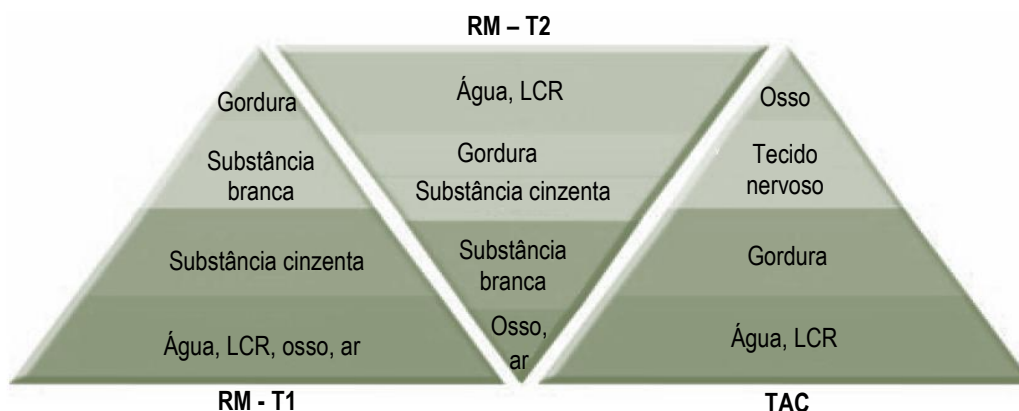 RM – T2
Gordura
Substância
branca
Substância cinzenta
Água, LCR, osso, ar
RM - T1
Água, LCR
Gordura
Substância cinzenta
Substância
branca
Osso,
ar
Osso
Tecido
nervoso
Gordura
Água, LCR
TAC